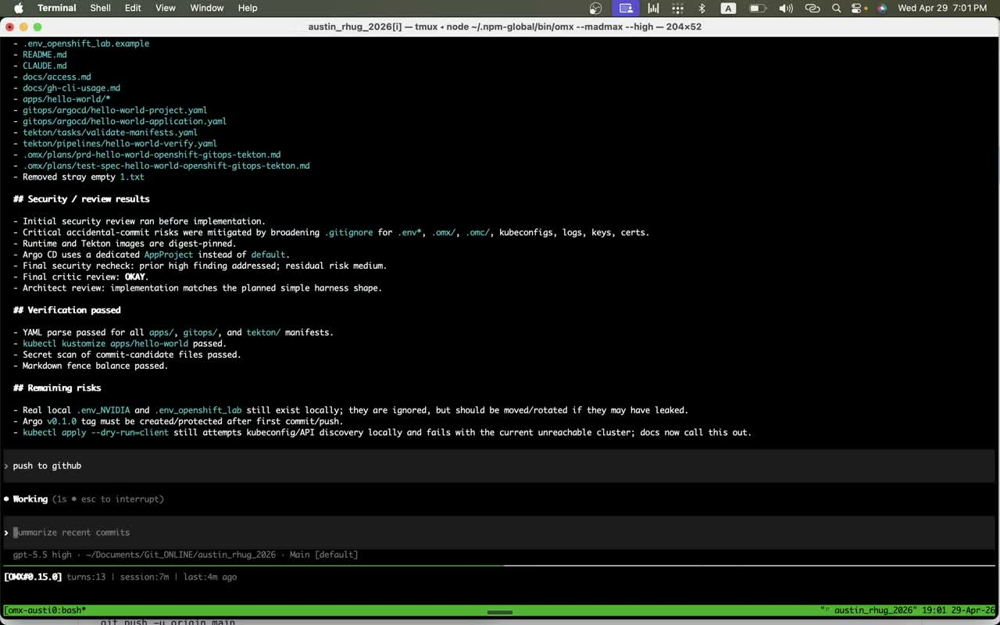 Terminal Shell Edit View Window Help A Wed Apr 29 7:01 PM
austin_rhug_2026[i] — tmux ◂ node ~/.npm-global/bin/omx --madmax --high — 204×52
- .env_openshift_lab.example
- README.md
- CLAUDE.md
- docs/access.md
- docs/gh-cli-usage.md
- apps/hello-world/*
- gitops/argocd/hello-world-project.yaml
- gitops/argocd/hello-world-application.yaml
- tekton/tasks/validate-manifests.yaml
- tekton/pipelines/hello-world-verify.yaml
- .omx/plans/prd-hello-world-openshift-gitops-tekton.md
- .omx/plans/test-spec-hello-world-openshift-gitops-tekton.md
- Removed stray empty 1.txt
## Security / review results
- Initial security review ran before implementation.
- Critical accidental-commit risks were mitigated by broadening .gitignore for .env*, .omx/, .omc/, kubeconfigs, logs, keys, certs.
- Runtime and Tekton images are digest-pinned.
- Argo CD uses a dedicated AppProject instead of default.
- Final security recheck: prior high finding addressed; residual risk medium.
- Final critic review: OKAY.
- Architect review: implementation matches the planned simple harness shape.
## Verification passed
- YAML parse passed for all apps/, gitops/, and tekton/ manifests.
- kubectl kustomize apps/hello-world passed.
- Secret scan of commit-candidate files passed.
- Markdown fence balance passed.
## Remaining risks
- Real local .env_NVIDIA and .env_openshift_lab still exist locally; they are ignored, but should be moved/rotated if they may have leaked.
- Argo v0.1.0 tag must be created/protected after first commit/push.
- kubectl apply --dry-run=client still attempts kubeconfig/API discovery locally and fails with the current unreachable cluster; docs now call this out.
› push to github
• Working (1s • esc to interrupt)
› Summarize recent commits
gpt-5.5 high · ~/Documents/Git_ONLINE/austin_rhug_2026 · Main [default]
[OMX#0.15.0] turns:13 | session:7m | last:4m ago
[omx-austi0:bash* austin_rhug_2026" 19:01 29-Apr-26
git push -u origin main